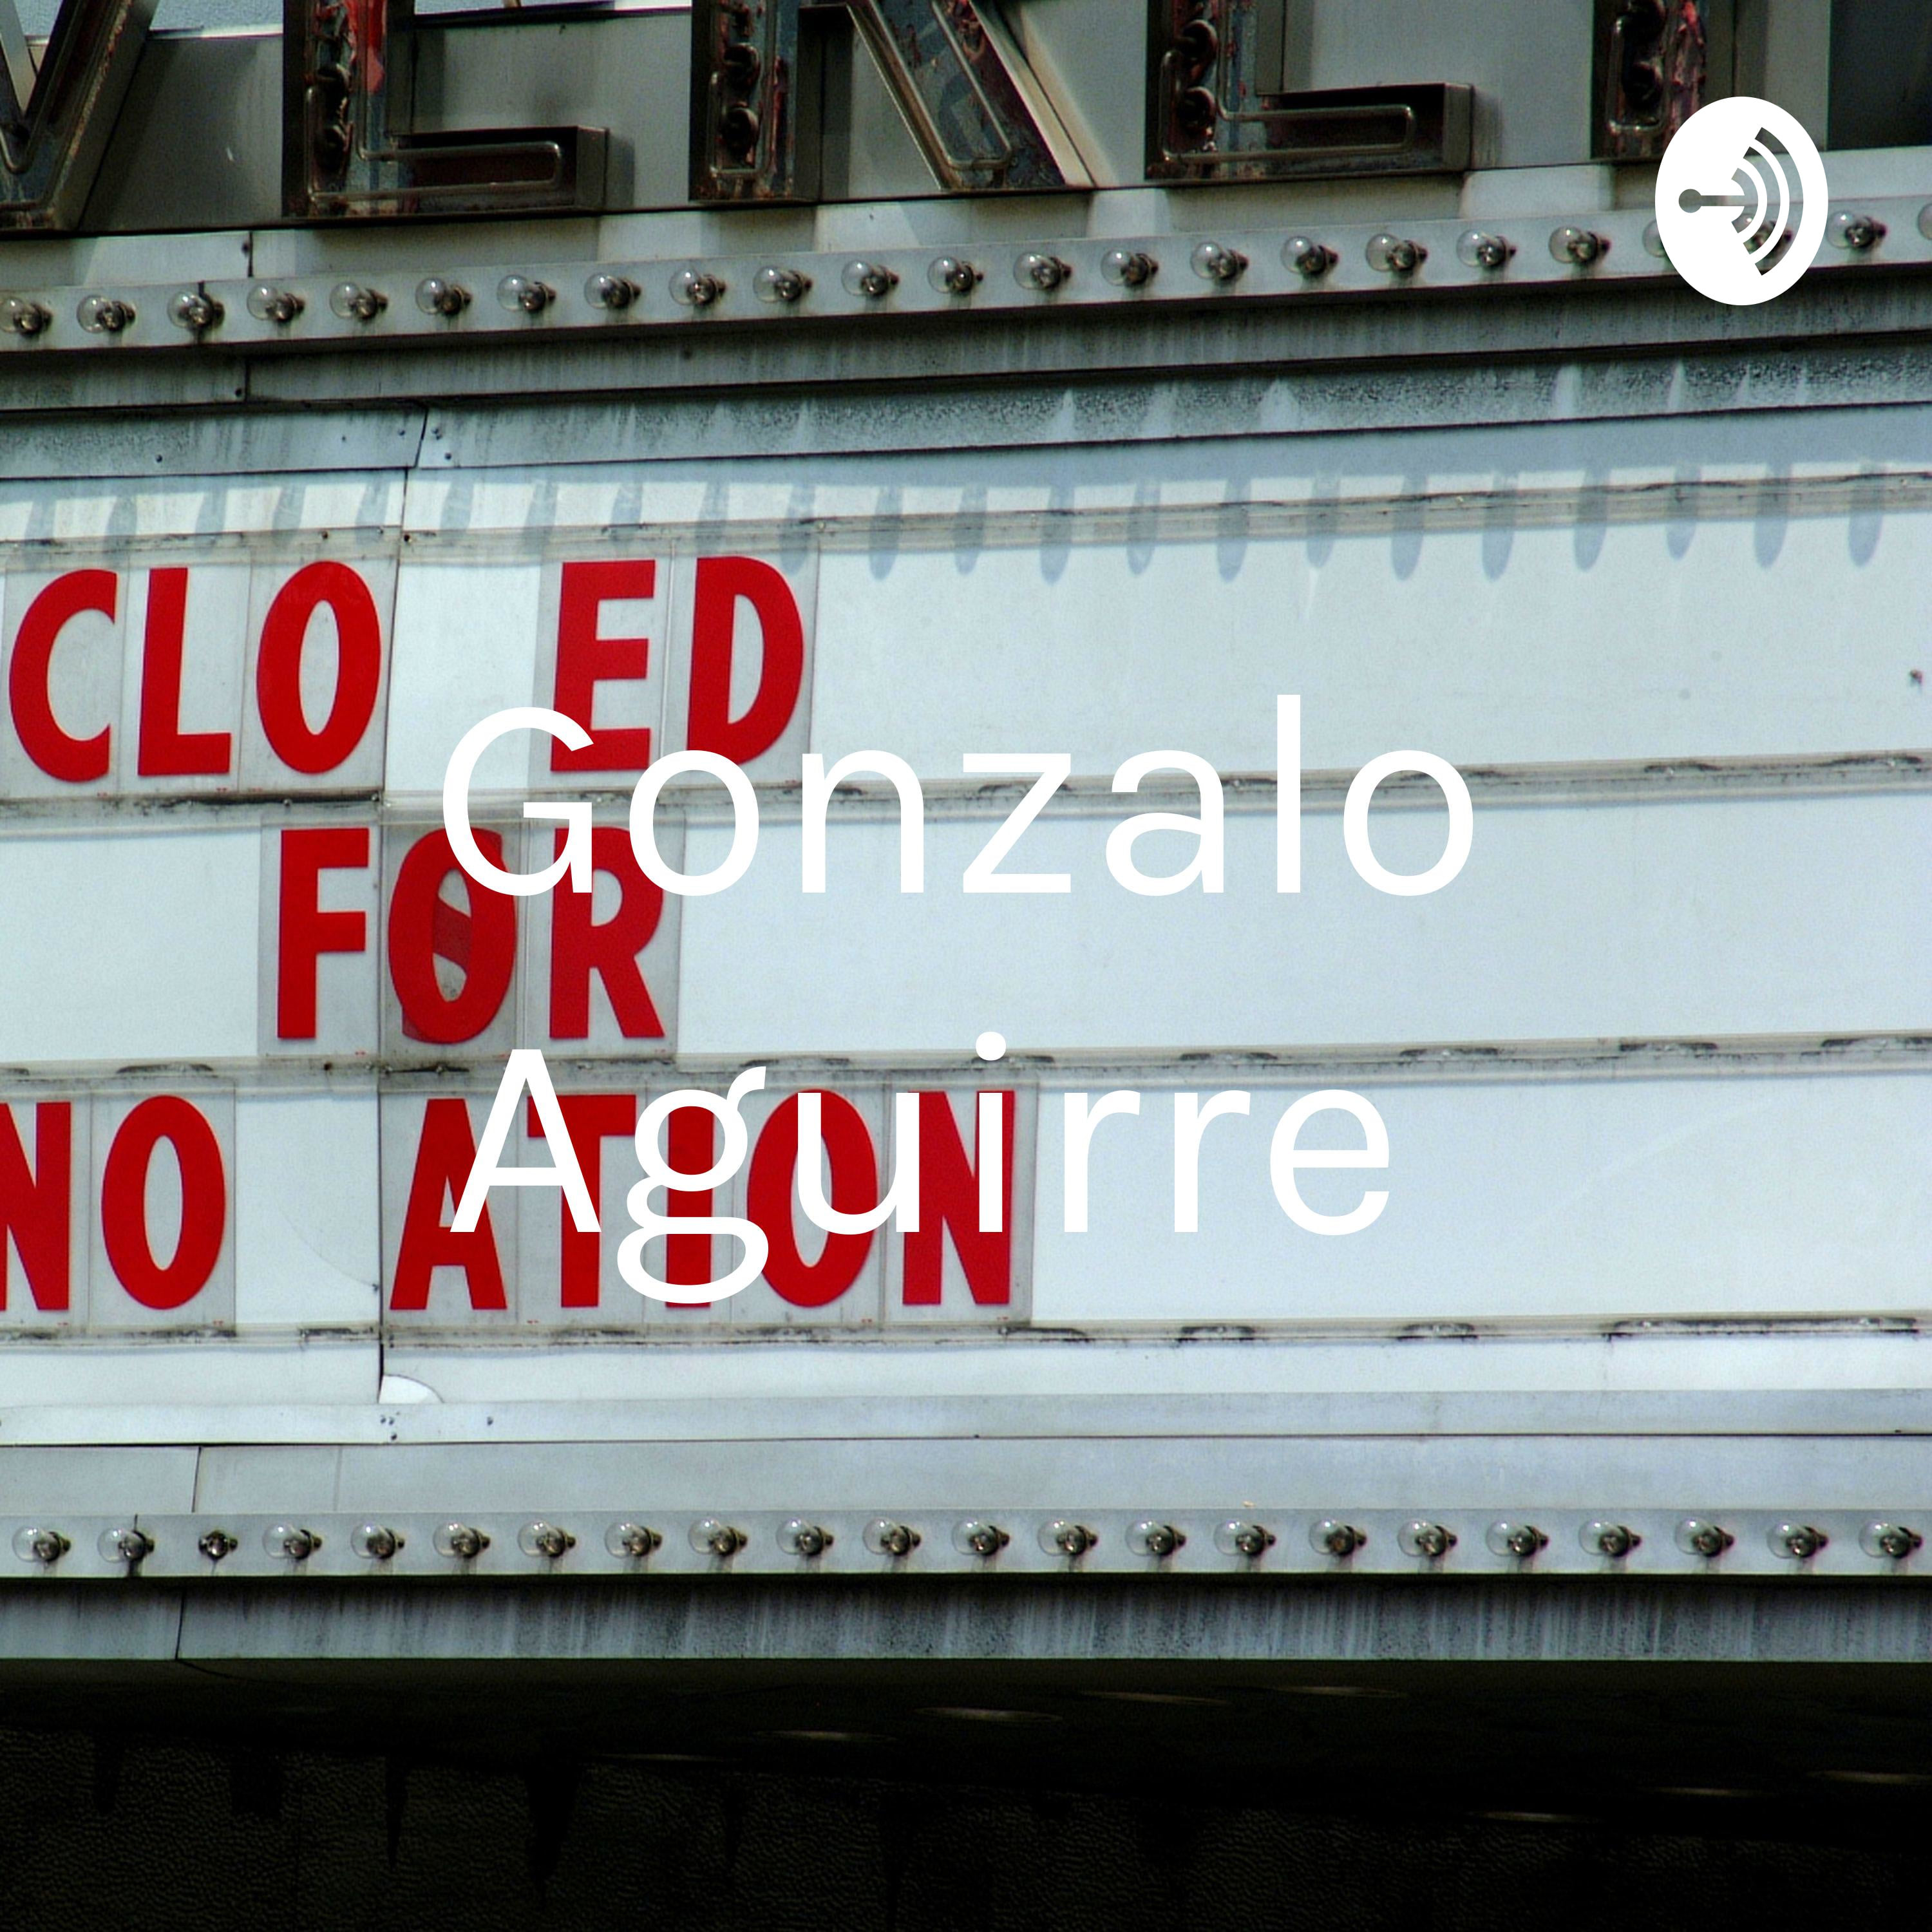 CLO ED
Gonzalo
FOR
Aguirre
NO ATION